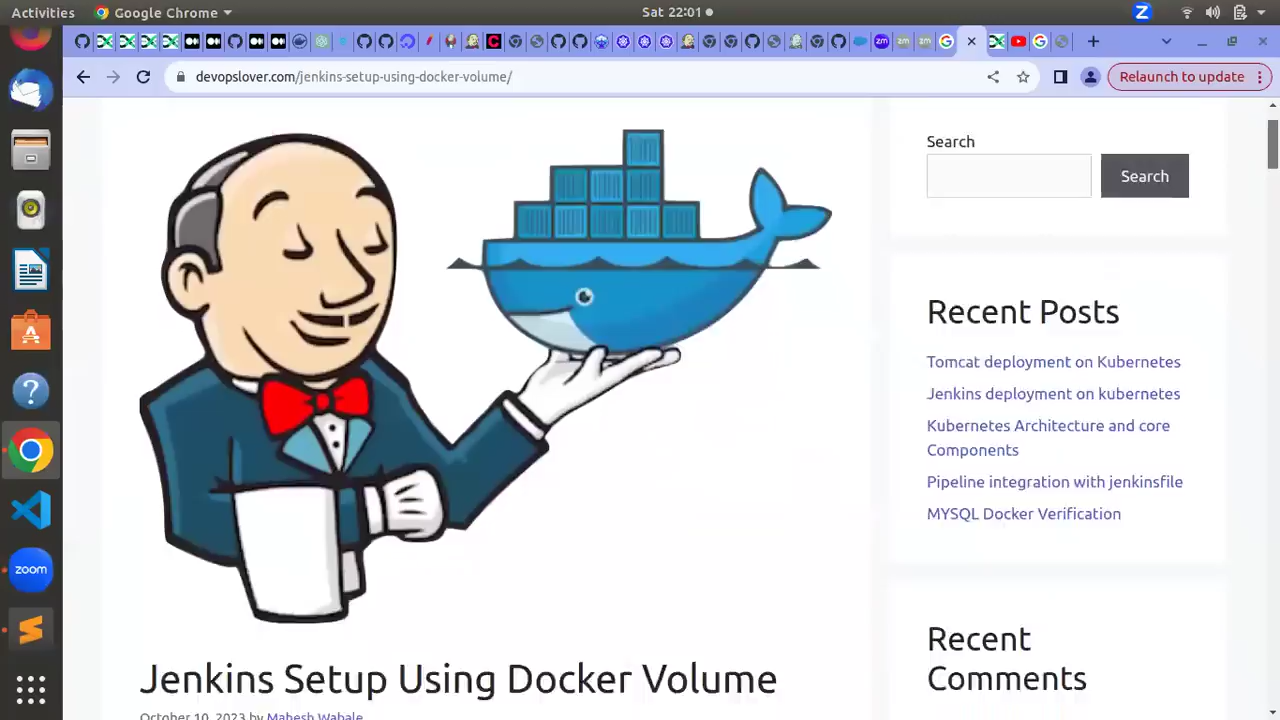 Activities
Google Chrome
Sat 22:01
devopslover.com/jenkins-setup-using-docker-volume/
Relaunch to update
zoom
Search
Search
Recent Posts
Tomcat deployment on Kubernetes
Jenkins deployment on kubernetes
Kubernetes Architecture and core
Components
Pipeline integration with jenkinsfile
MYSQL Docker Verification
Recent
Comments
Jenkins Setup Using Docker Volume
October 10, 2023 by Mahesh Wabale